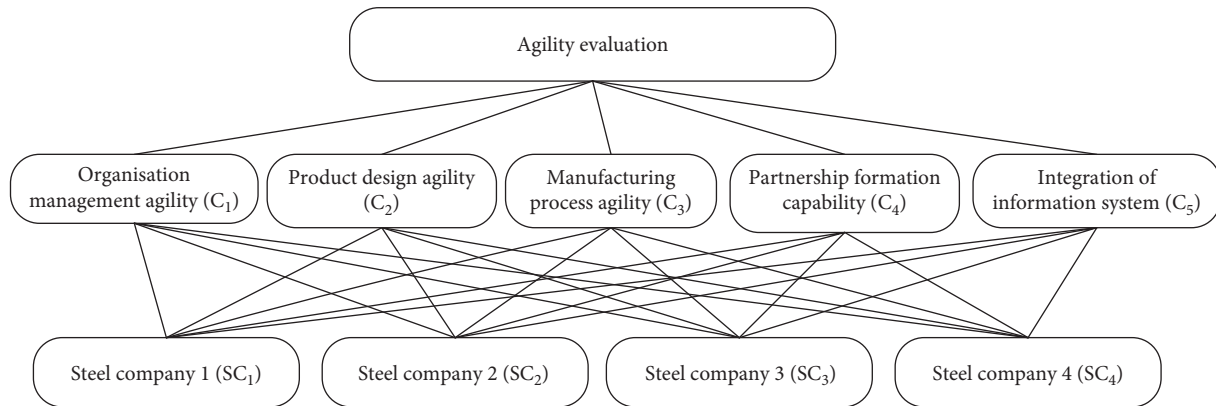 Agility evaluation
Organisation
management agility (C₁)
Product design agility
(C₂)
Manufacturing
process agility (C₃)
Partnership formation
capability (C₄)
Integration of
information system (C₅)
Steel company 1 (SC₁)
Steel company 2 (SC₂)
Steel company 3 (SC₃)
Steel company 4 (SC₄)